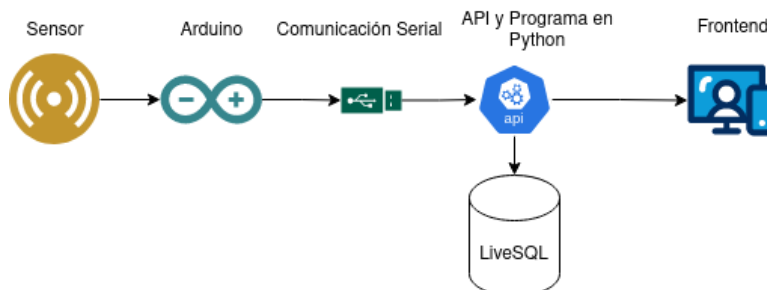 Sensor
Arduino
Comunicación Serial
API y Programa en
Python
Frontend
api
LiveSQL